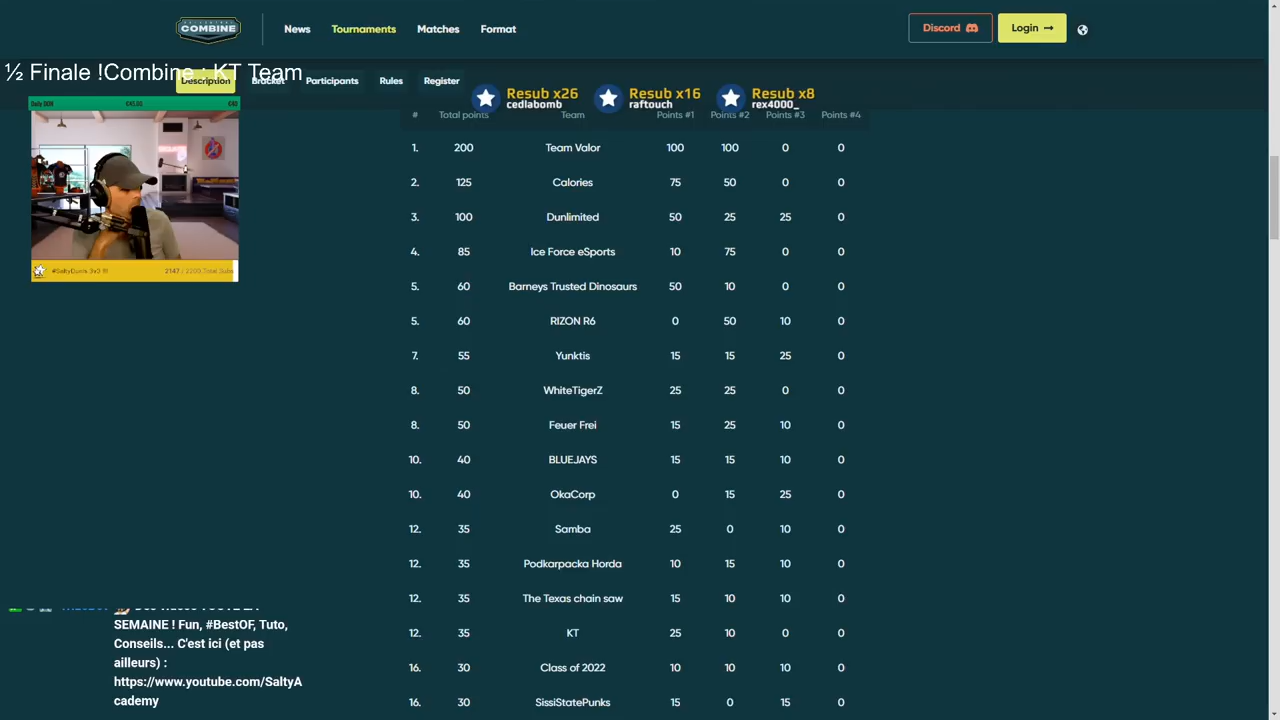 COMBINE
News
Tournaments
Matches
Format
Discord
Login →
½ Finale !Combine : KT Team
Description
Bracket
Participants
Rules
Register
Resub x26
cedlabomb
Resub x16
raftouch
Resub x8
rex4000_
# Total points Team Points #1 Points #2 Points #3 Points #4
1. 200 Team Valor 100 100 0 0
2. 125 Calories 75 50 0 0
3. 100 Dunlimited 50 25 25 0
4. 85 Ice Force eSports 10 75 0 0
5. 60 Barneys Trusted Dinosaurs 50 10 0 0
5. 60 RIZON R6 0 50 10 0
7. 55 Yunktis 15 15 25 0
8. 50 WhiteTigerZ 25 25 0 0
8. 50 Feuer Frei 15 25 10 0
10. 40 BLUEJAYS 15 15 10 0
10. 40 OkaCorp 0 15 25 0
12. 35 Samba 25 0 10 0
12. 35 Podkarpacka Horda 10 15 10 0
12. 35 The Texas chain saw 15 10 10 0
12. 35 KT 25 10 0 0
16. 30 Class of 2022 10 10 10 0
16. 30 SissiStatePunks 15 0 15 0
2147 / 2200 Total Subs
SEMAINE ! Fun, #BestOF, Tuto,
Conseils... C'est ici (et pas
ailleurs) :
https://www.youtube.com/SaltyA
cademy